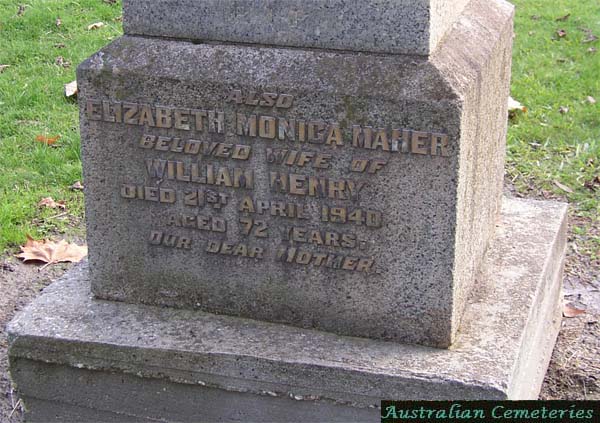 ALSO
ELIZABETH MONICA MAHER
BELOVED WIFE OF
WILLIAM HENRY
DIED 21ST APRIL 1940
AGED 72 YEARS.
OUR DEAR MOTHER.
Australian Cemeteries